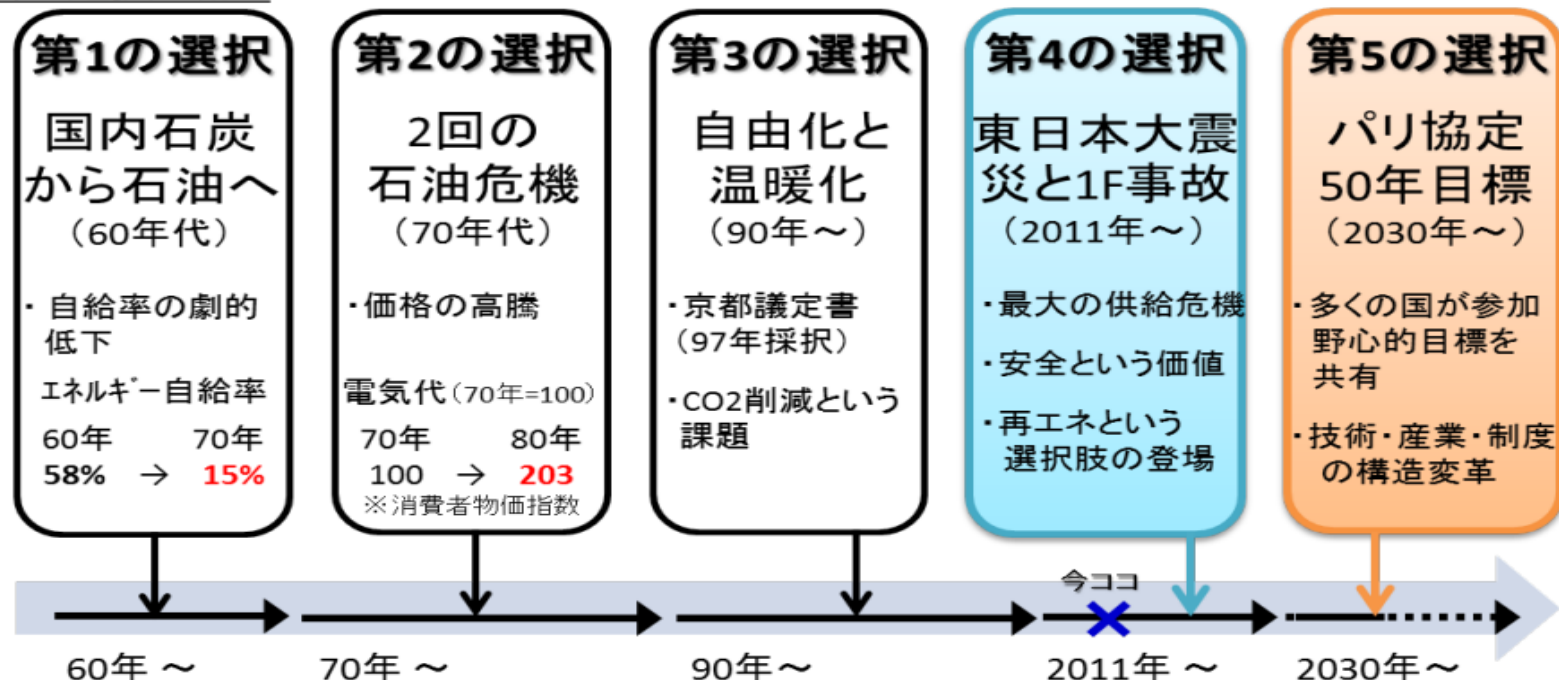 第1の選択
国内石炭
から石油へ
（60年代）
・自給率の劇的
低下
エネルギー自給率
60年 70年
58% → 15%
第2の選択
2回の
石油危機
（70年代）
・価格の高騰
電気代（70年=100）
70年 80年
100 → 203
※消費者物価指数
第3の選択
自由化と
温暖化
（90年～）
・京都議定書
（97年採択）
・CO2削減という
課題
第4の選択
東日本大震
災と1F事故
（2011年～）
・最大の供給危機
・安全という価値
・再エネという
選択肢の登場
第5の選択
パリ協定
50年目標
（2030年～）
・多くの国が参加
野心的目標を
共有
・技術・産業・制度
の構造変革
今ココ
60年 ～
70年 ～
90年～
2011年 ～
2030年～